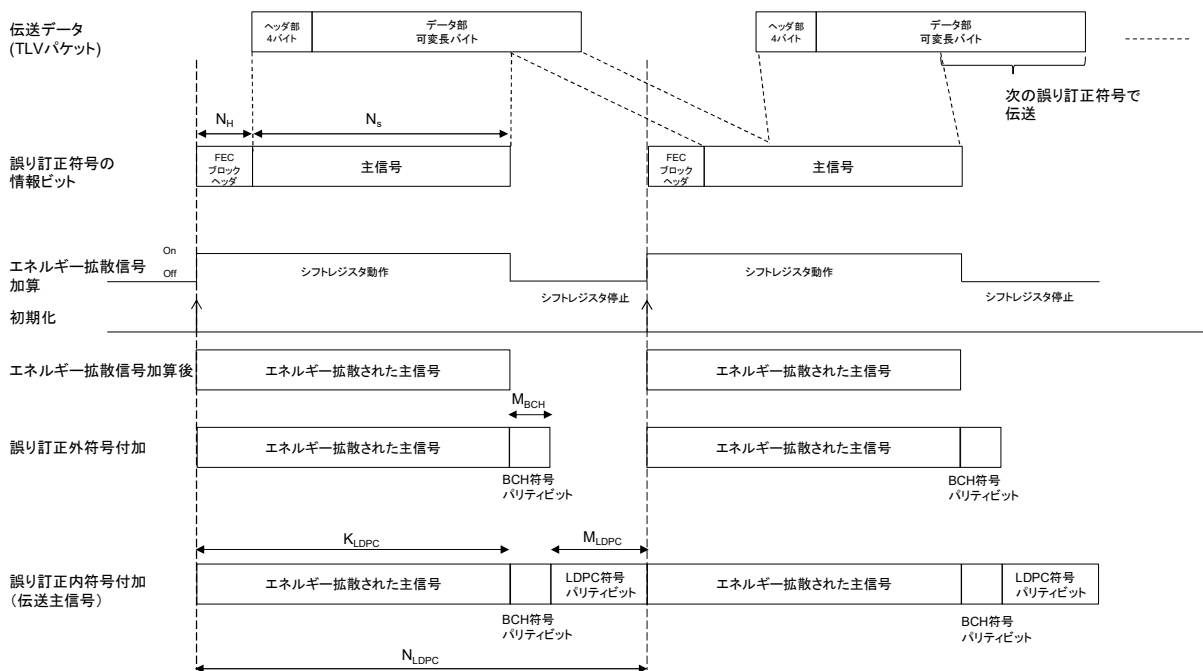 伝送データ
(TLVパケット)
ヘッダ部
4バイト
データ部
可変長バイト
ヘッダ部
4バイト
データ部
可変長バイト
次の誤り訂正符号で
伝送
N_H
N_s
誤り訂正符号の
情報ビット
FEC
ブロック
ヘッダ
主信号
FEC
ブロック
ヘッダ
主信号
エネルギー拡散信号
加算
On
Off
シフトレジスタ動作
シフトレジスタ停止
シフトレジスタ動作
シフトレジスタ停止
初期化
エネルギー拡散信号加算後
エネルギー拡散された主信号
エネルギー拡散された主信号
M_BCH
誤り訂正外符号付加
エネルギー拡散された主信号
エネルギー拡散された主信号
BCH符号
パリティビット
BCH符号
パリティビット
K_LDPC
M_LDPC
誤り訂正内符号付加
(伝送主信号)
エネルギー拡散された主信号
LDPC符号
パリティビット
エネルギー拡散された主信号
LDPC符号
パリティビット
BCH符号
パリティビット
BCH符号
パリティビット
N_LDPC